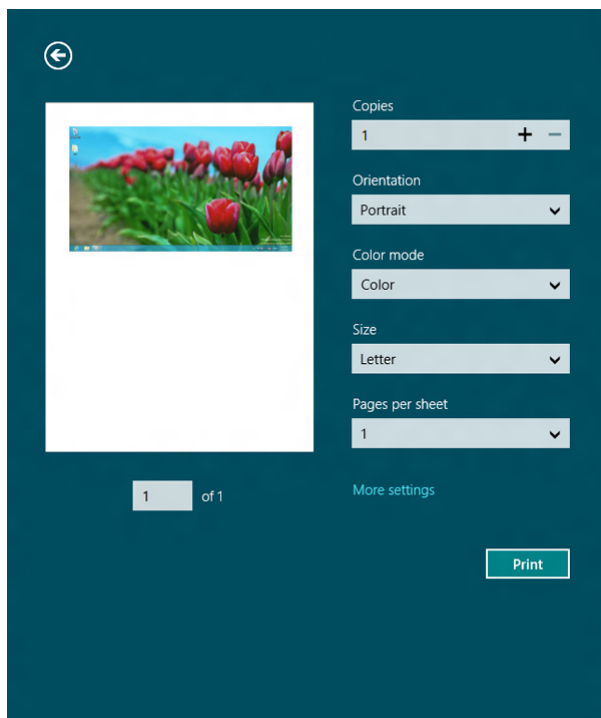 Copies
1
Orientation
Portrait
Color mode
Color
Size
Letter
Pages per sheet
1
1 of 1
More settings
Print